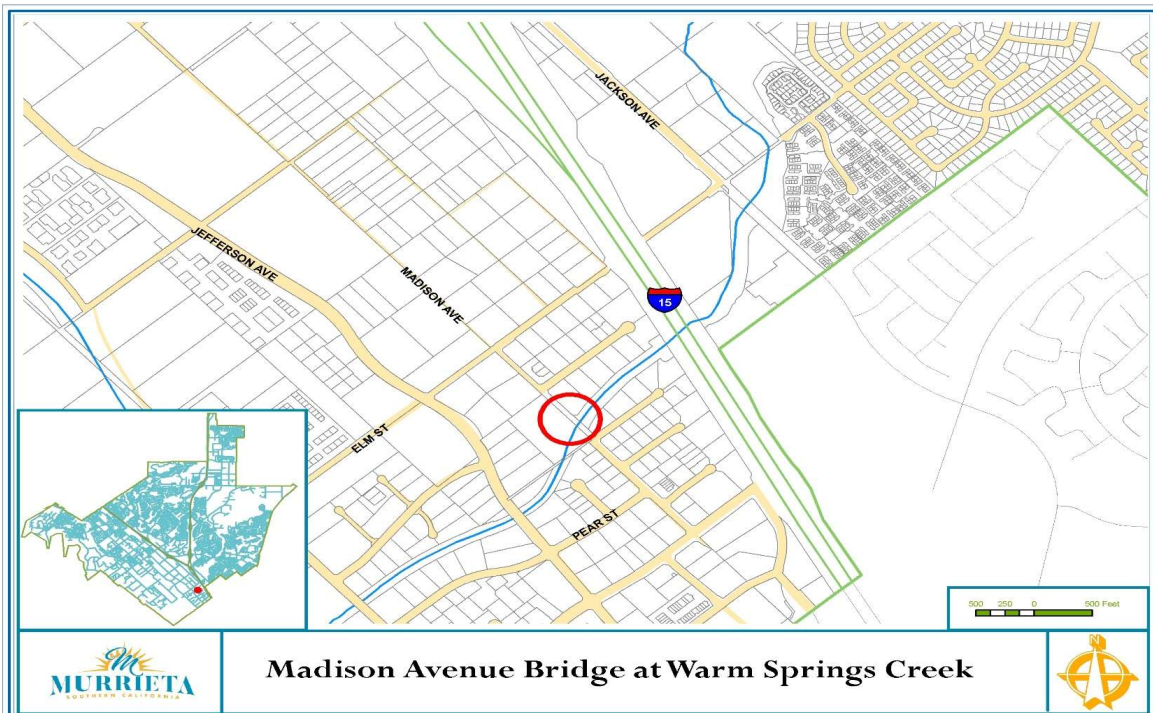 JACKSON AVE
JEFFERSON AVE
MADISON AVE
15
ELM ST
PEAR ST
500 250 0 500 Feet
M
MURRIETA
SOUTHERN CALIFORNIA
Madison Avenue Bridge at Warm Springs Creek
N